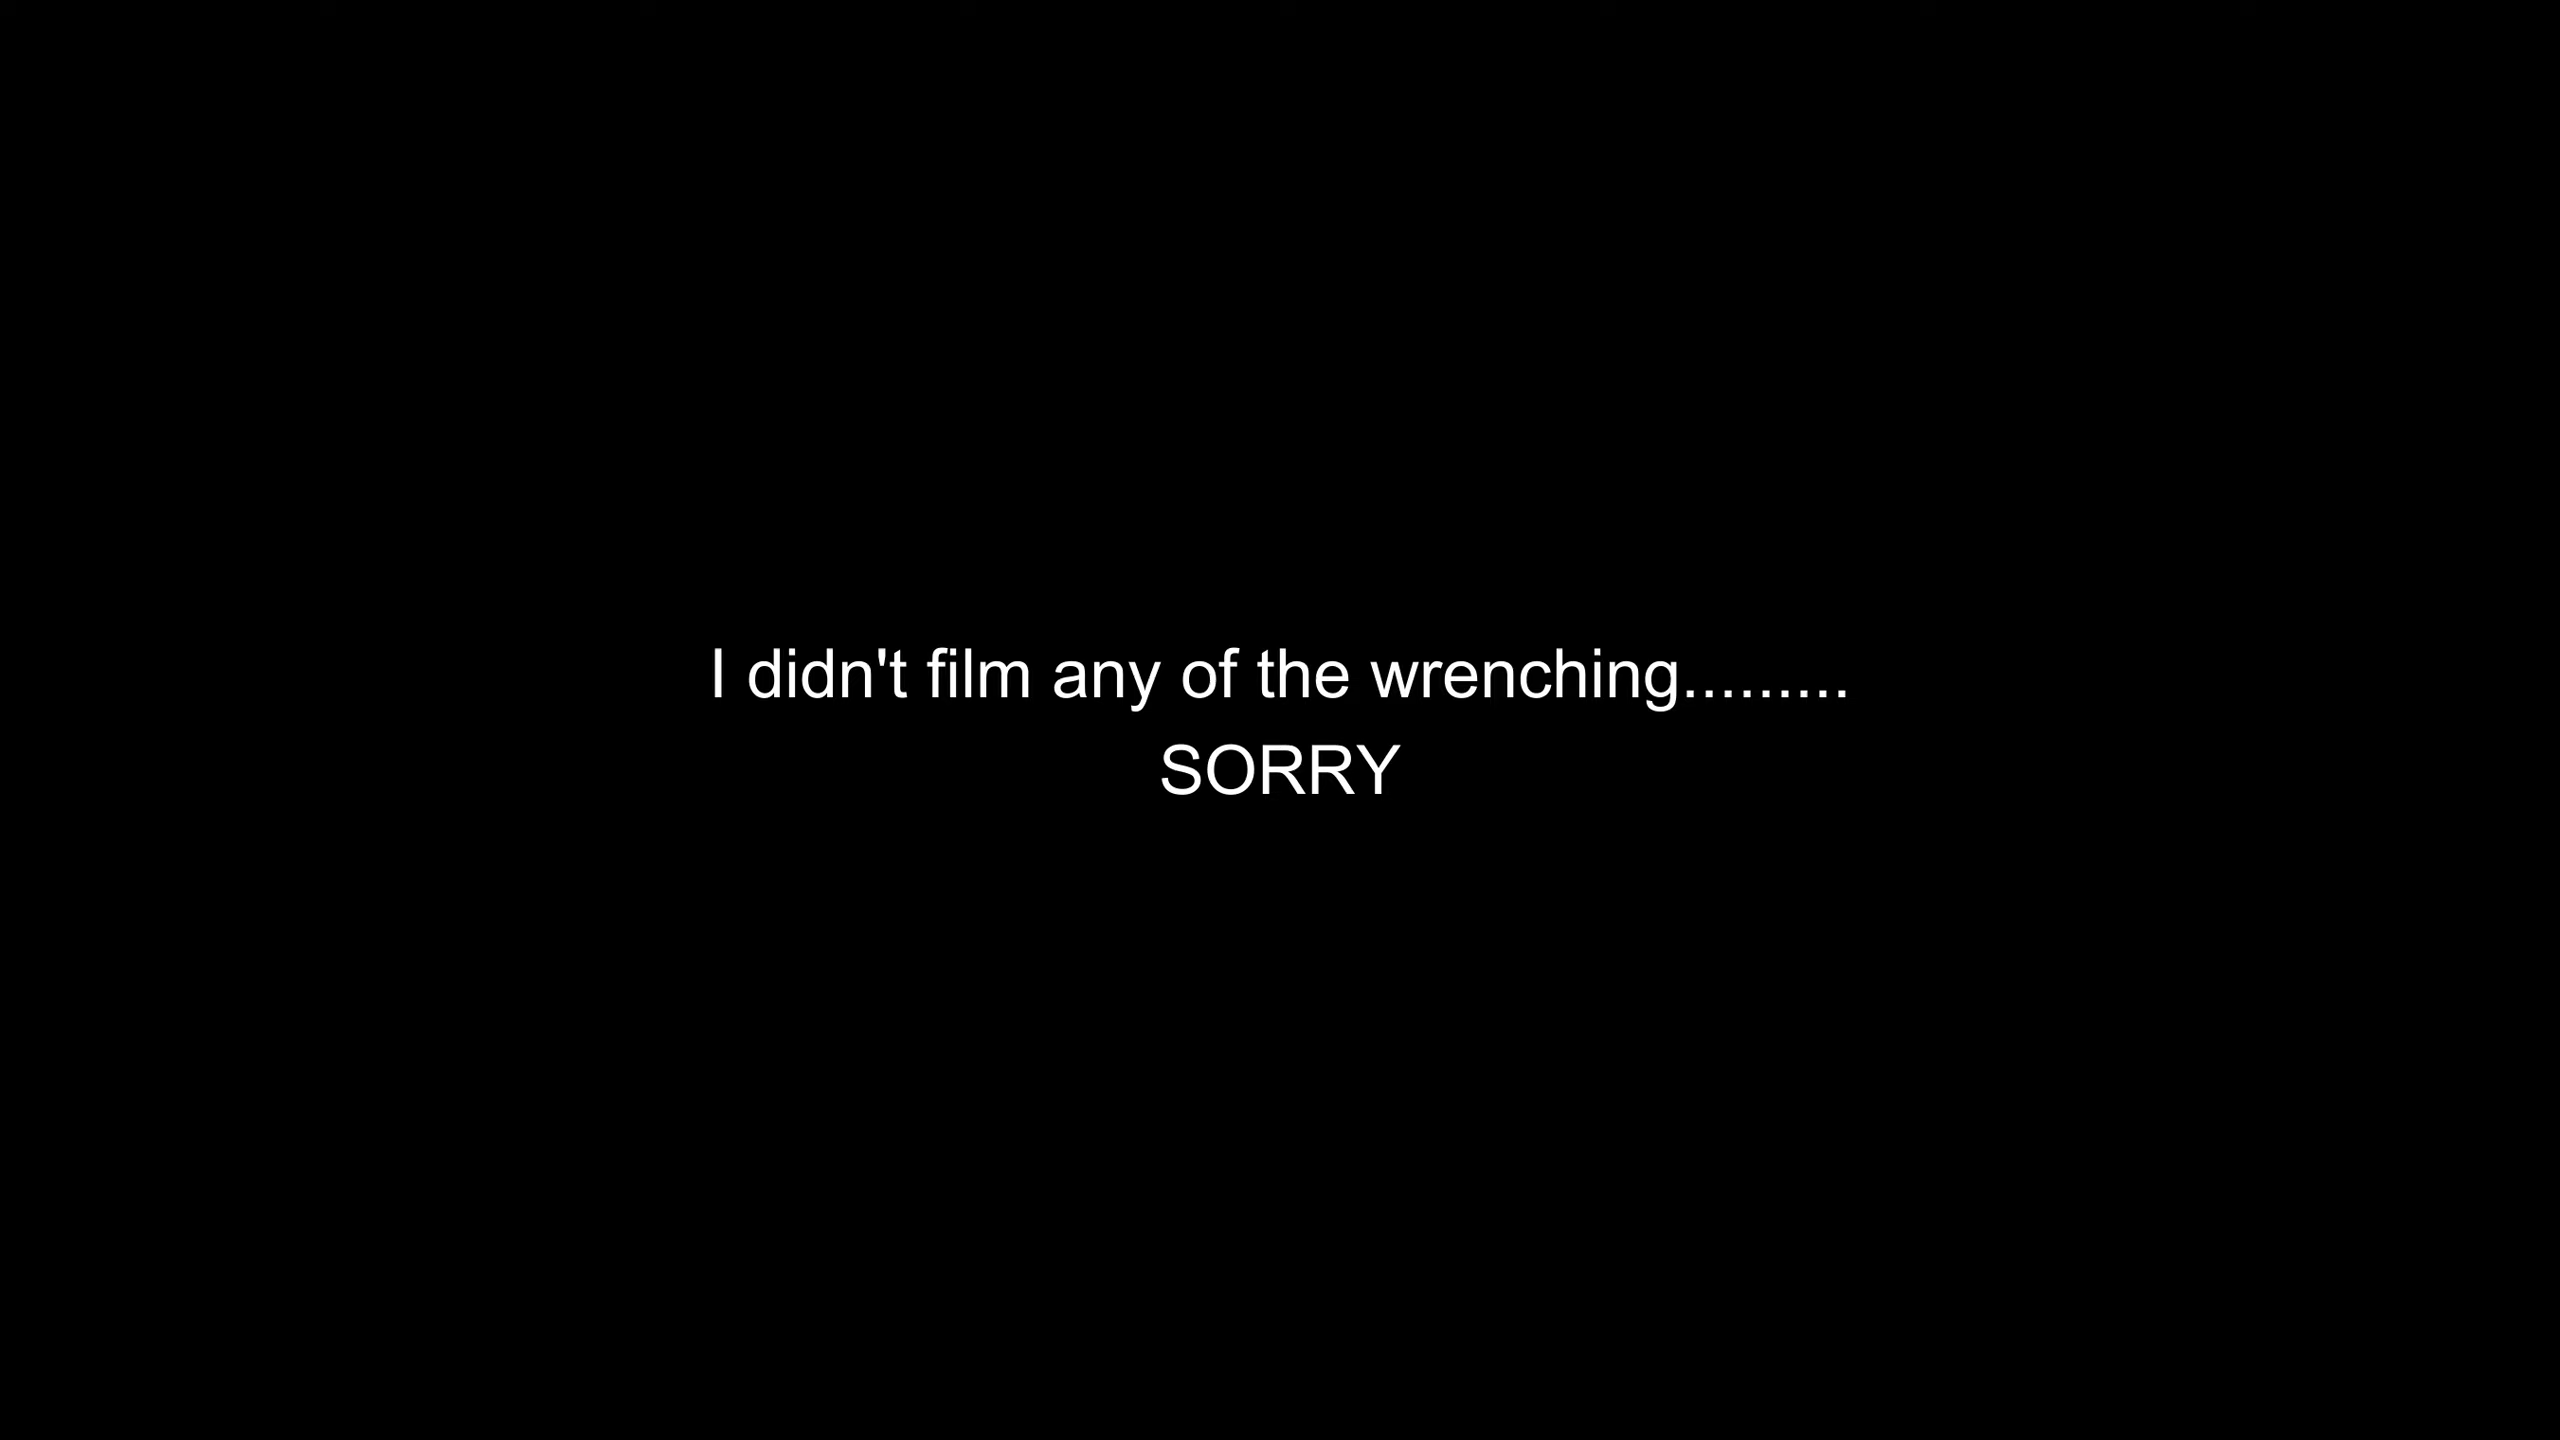 I didn't film any of the wrenching.........
SORRY